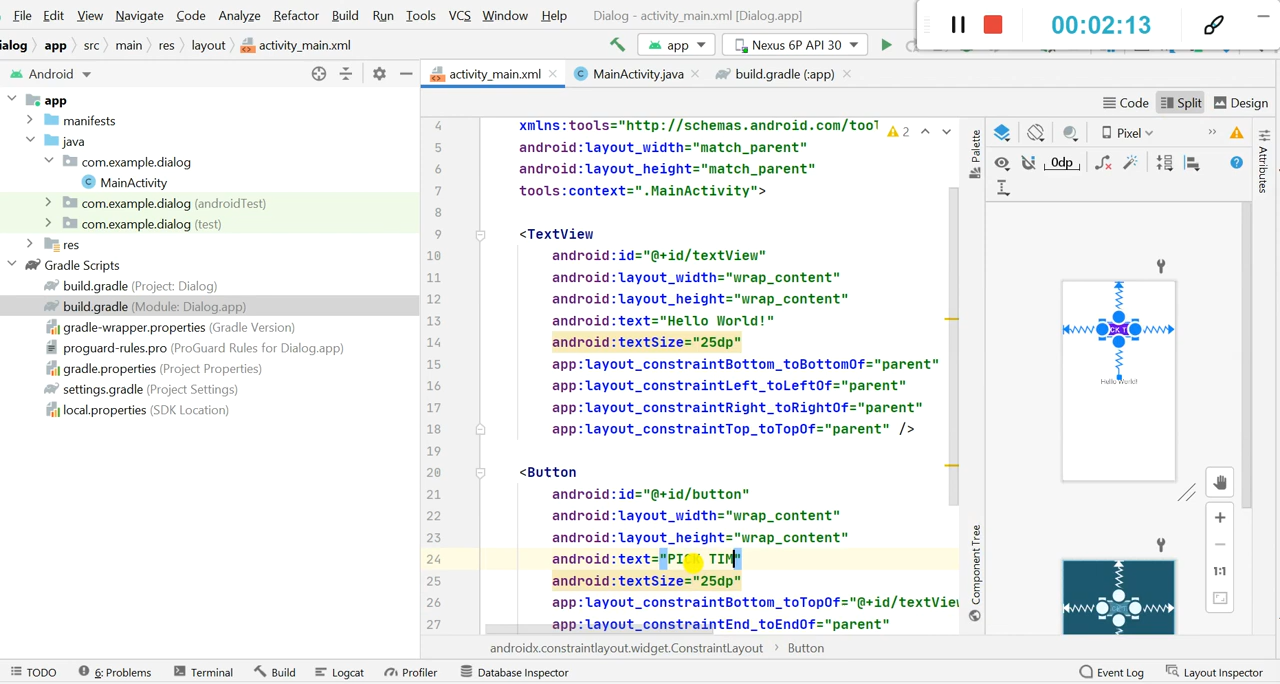 File Edit View Navigate Code Analyze Refactor Build Run Tools VCS Window Help Dialog - activity_main.xml [Dialog.app]
00:02:13
ialog app src main res layout activity_main.xml
app Nexus 6P API 30
Android
activity_main.xml MainActivity.java build.gradle (:app)
Code Split Design
app
manifests
java
com.example.dialog
MainActivity
com.example.dialog (androidTest)
com.example.dialog (test)
res
Gradle Scripts
build.gradle (Project: Dialog)
build.gradle (Module: Dialog.app)
gradle-wrapper.properties (Gradle Version)
proguard-rules.pro (ProGuard Rules for Dialog.app)
gradle.properties (Project Properties)
settings.gradle (Project Settings)
local.properties (SDK Location)
4 xmlns:tools="http://schemas.android.com/tool
2
5 android:layout_width="match_parent"
6 android:layout_height="match_parent"
7 tools:context=".MainActivity">
8
9 <TextView
10 android:id="@+id/textView"
11 android:layout_width="wrap_content"
12 android:layout_height="wrap_content"
13 android:text="Hello World!"
14 android:textSize="25dp"
15 app:layout_constraintBottom_toBottomOf="parent"
16 app:layout_constraintLeft_toLeftOf="parent"
17 app:layout_constraintRight_toRightOf="parent"
18 app:layout_constraintTop_toTopOf="parent" />
19
20 <Button
21 android:id="@+id/button"
22 android:layout_width="wrap_content"
23 android:layout_height="wrap_content"
24 android:text="PICK TIM"
25 android:textSize="25dp"
26 app:layout_constraintBottom_toTopOf="@+id/textView
27 app:layout_constraintEnd_toEndOf="parent"
androidx.constraintlayout.widget.ConstraintLayout Button
Palette
Component Tree
Pixel
0dp
Attributes
Hello World!
1:1
TODO 6: Problems Terminal Build Logcat Profiler Database Inspector Event Log Layout Inspector